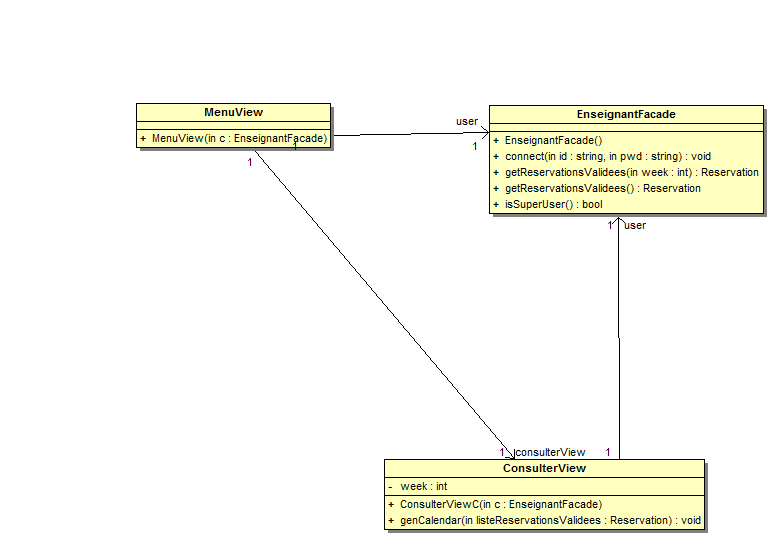 MenuView
+ MenuView(in c : EnseignantFacade)
1
1
user
1
EnseignantFacade
+ EnseignantFacade()
+ connect(in id : string, in pwd : string) : void
+ getReservationsValidees(in week : int) : Reservation
+ getReservationsValidees() : Reservation
+ isSuperUser() : bool
1 user
1 consulterView 1
ConsulterView
- week : int
+ ConsulterViewC(in c : EnseignantFacade)
+ genCalendar(in listeReservationsValidees : Reservation) : void